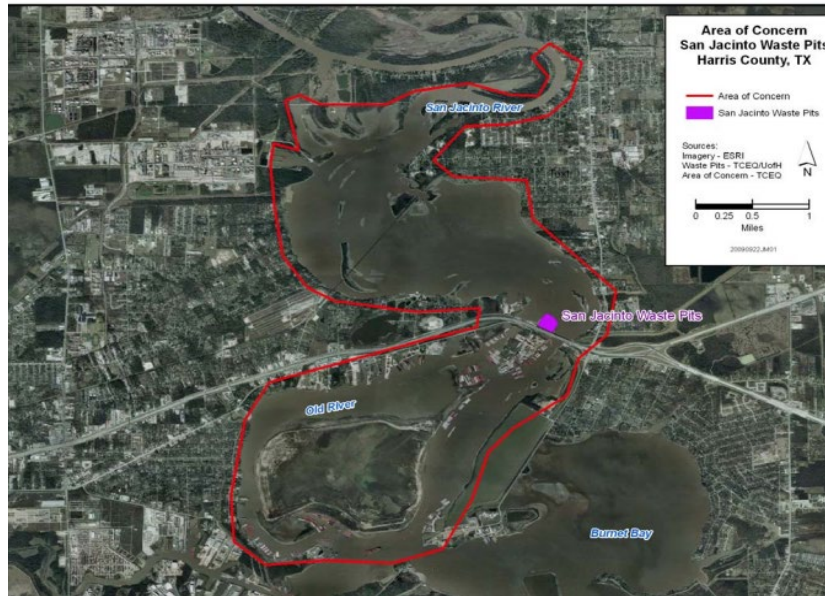 Area of Concern
San Jacinto Waste Pits
Harris County, TX
Area of Concern
San Jacinto Waste Pits
Sources:
Imagery - ESRI
Waste Pits - TCEQ/UofH
Area of Concern - TCEQ
N
0 0.25 0.5 1
Miles
20090922JM01
San Jacinto River
San Jacinto Waste Pits
Old River
Burnet Bay